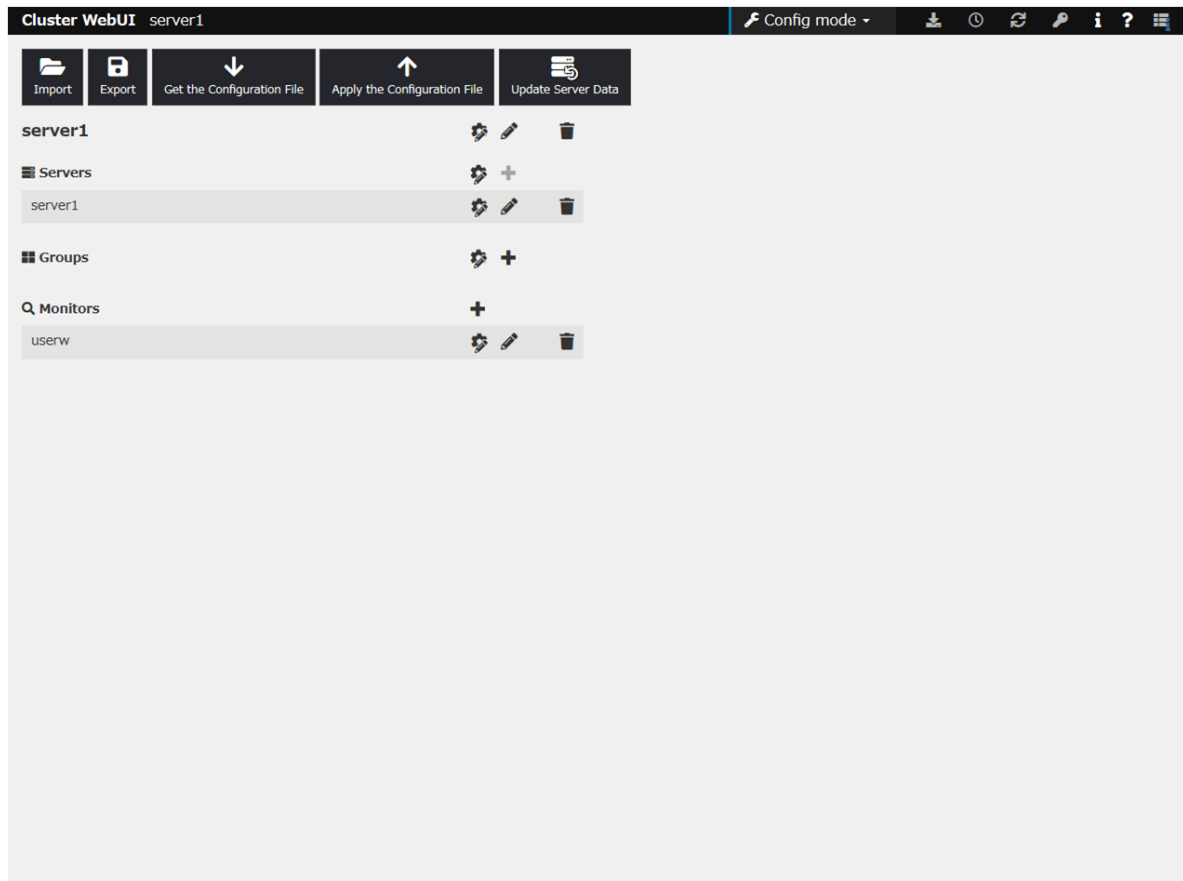 Cluster WebUI server1 Config mode
Import Export Get the Configuration File Apply the Configuration File Update Server Data
server1
Servers
server1
Groups
Monitors
userw